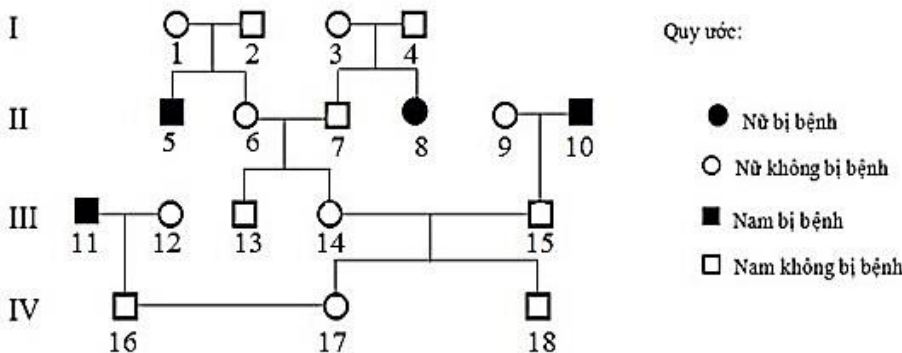 I
1 2 3 4
Quy ước:
II
5 6 7 8 9 10
Nữ bị bệnh
Nữ không bị bệnh
III
11 12 13 14 15
Nam bị bệnh
Nam không bị bệnh
IV
16 17 18